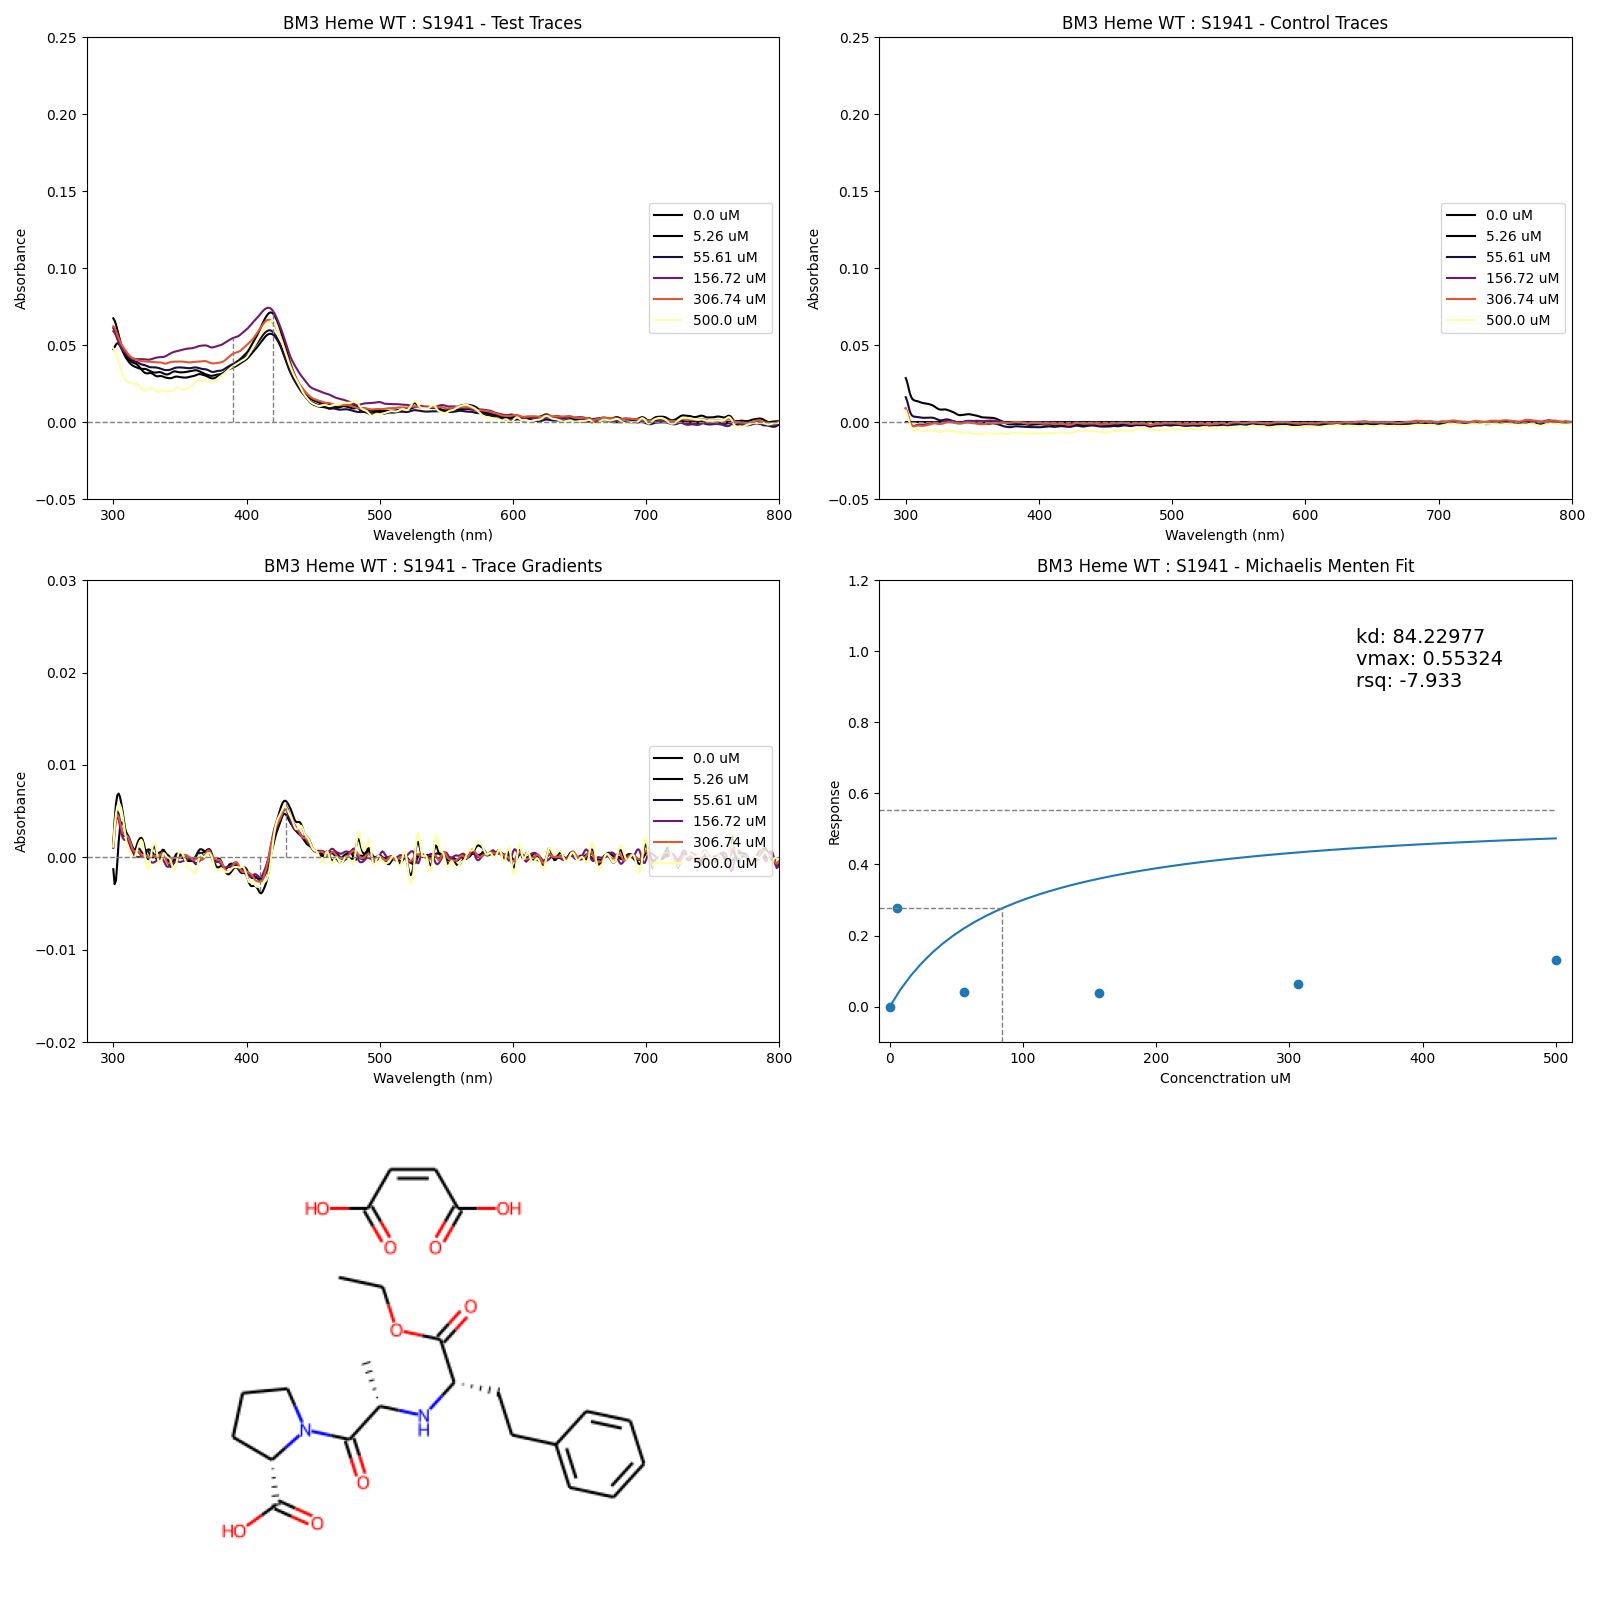 BM3 Heme WT : S1941 - Test Traces
0.25
0.20
0.15
0.10
0.05
0.00
−0.05
Absorbance
300 400 500 600 700 800
Wavelength (nm)
0.0 uM
5.26 uM
55.61 uM
156.72 uM
306.74 uM
500.0 uM
BM3 Heme WT : S1941 - Control Traces
0.25
0.20
0.15
0.10
0.05
0.00
−0.05
Absorbance
300 400 500 600 700 800
Wavelength (nm)
0.0 uM
5.26 uM
55.61 uM
156.72 uM
306.74 uM
500.0 uM
BM3 Heme WT : S1941 - Trace Gradients
0.03
0.02
0.01
0.00
−0.01
−0.02
Absorbance
300 400 500 600 700 800
Wavelength (nm)
0.0 uM
5.26 uM
55.61 uM
156.72 uM
306.74 uM
500.0 uM
BM3 Heme WT : S1941 - Michaelis Menten Fit
1.2
1.0
0.8
0.6
0.4
0.2
0.0
Response
kd: 84.22977
vmax: 0.55324
rsq: -7.933
0 100 200 300 400 500
Concenctration uM
HO OH
O O
O
O
N
H
N
O
HO O